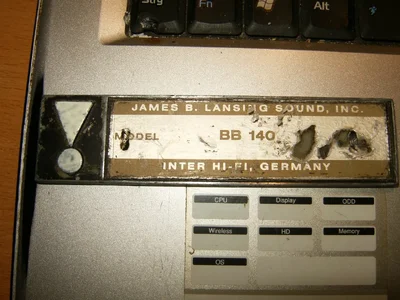 Strg Fn Alt
JAMES B. LANSING SOUND, INC.
MODEL BB 140
INTER HI-FI, GERMANY
CPU Display ODD
Wireless HD Memory
OS